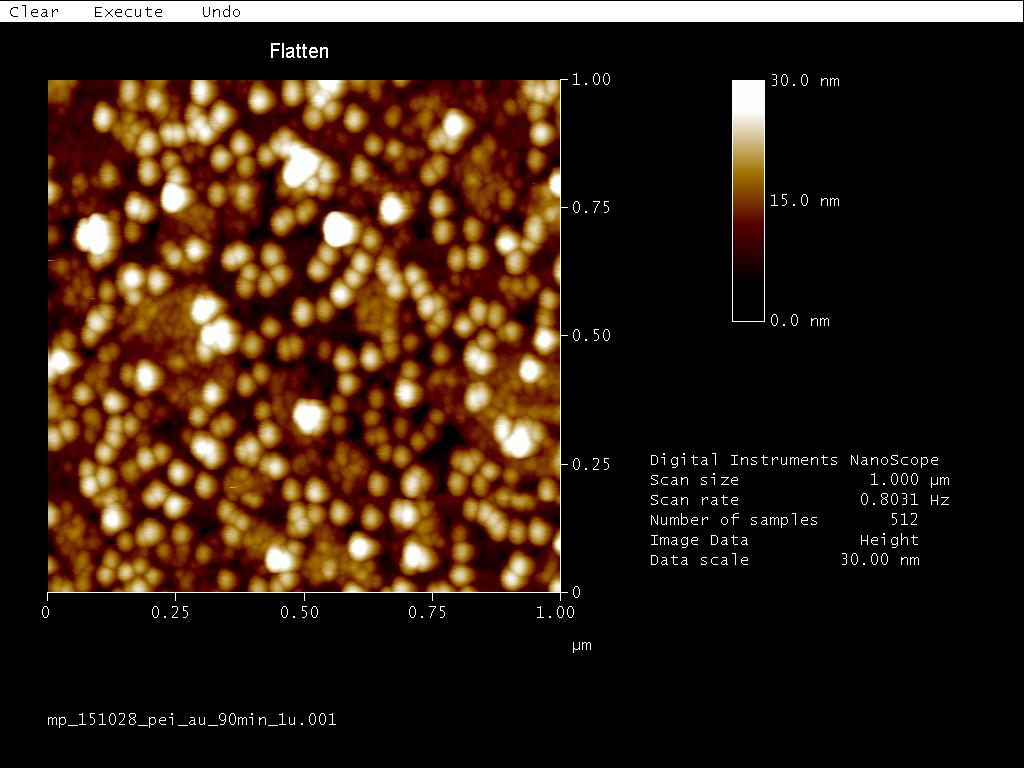 Clear Execute Undo
Flatten
1.00
0.75
0.50
0.25
0
0 0.25 0.50 0.75 1.00
µm
30.0 nm
15.0 nm
0.0 nm
Digital Instruments NanoScope
Scan size 1.000 µm
Scan rate 0.8031 Hz
Number of samples 512
Image Data Height
Data scale 30.00 nm
mp_151028_pei_au_90min_1u.001